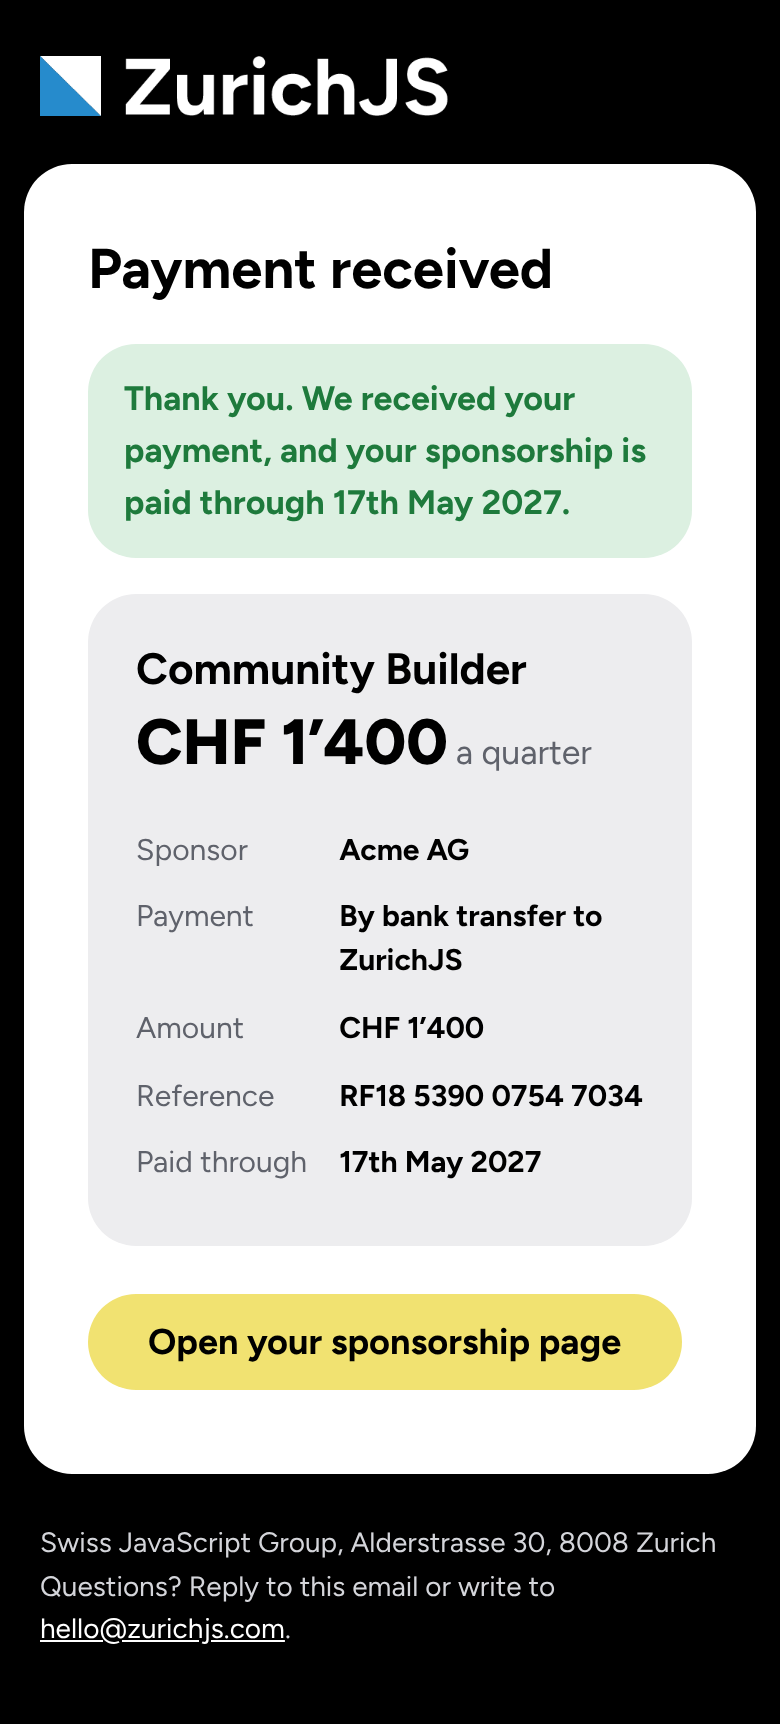 ZurichJS
Payment received
Thank you. We received your
payment, and your sponsorship is
paid through 17th May 2027.
Community Builder
CHF 1’400 a quarter
Sponsor Acme AG
Payment By bank transfer to
ZurichJS
Amount CHF 1’400
Reference RF18 5390 0754 7034
Paid through 17th May 2027
Open your sponsorship page
Swiss JavaScript Group, Alderstrasse 30, 8008 Zurich
Questions? Reply to this email or write to
hello@zurichjs.com.